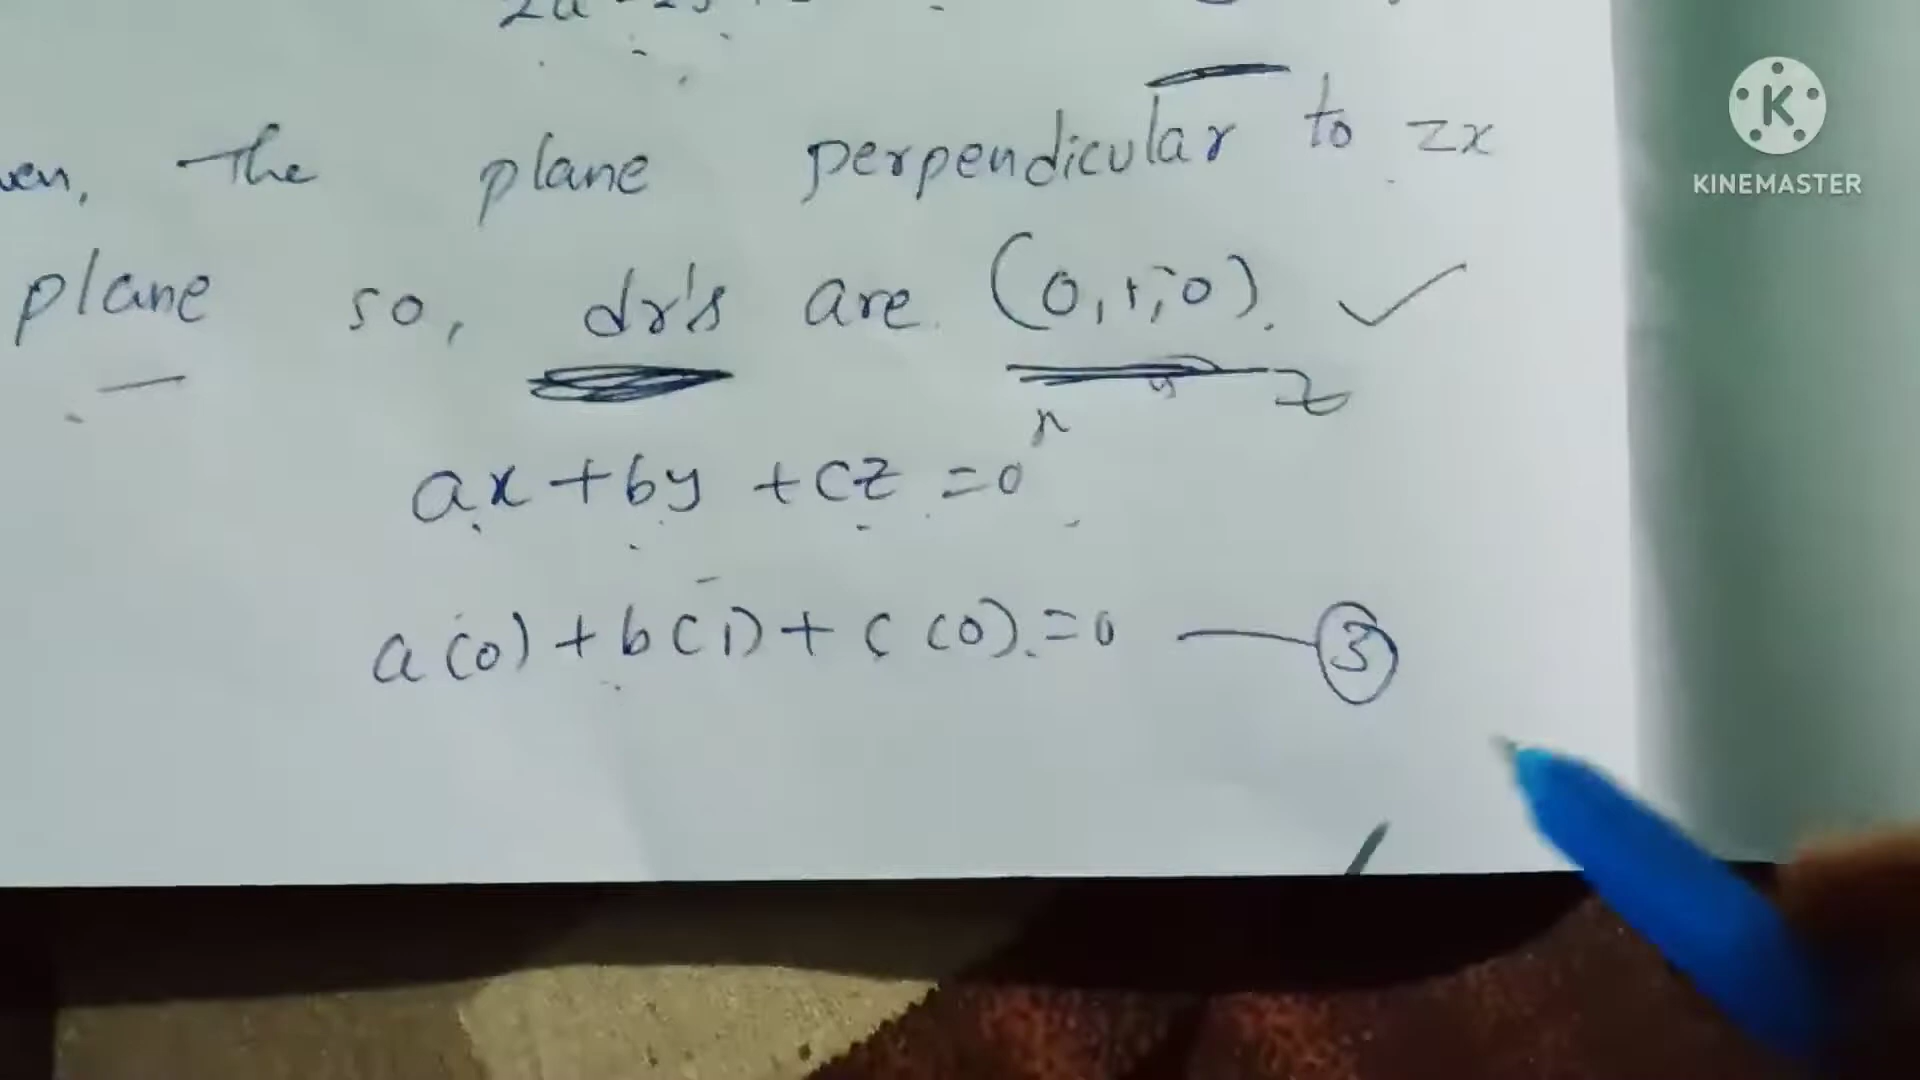 The plane perpendicular to zx
plane so, dr's are (0,1,0). ✓
x y z
ax + by + cz = 0
a(0) + b(1) + c(0) = 0 — ③
K
KINEMASTER